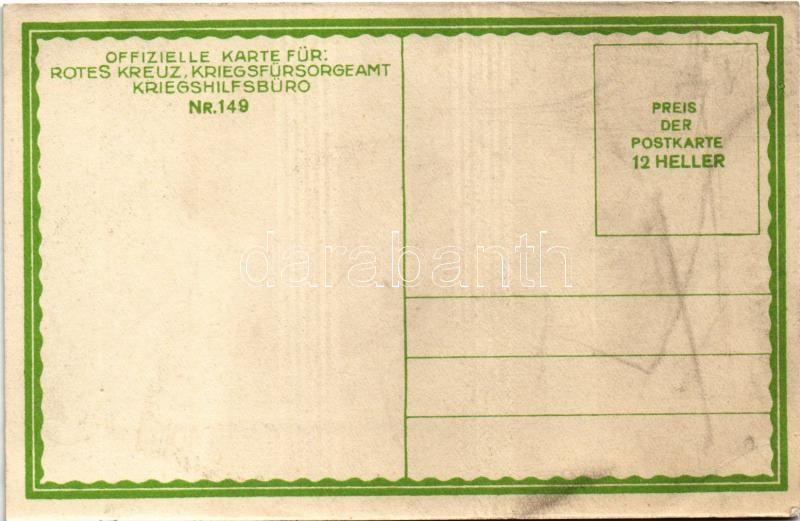 OFFIZIELLE KARTE FÜR:
ROTES KREUZ, KRIEGSFÜRSORGEAMT
KRIEGSHILFSBÜRO
NR. 149
PREIS
DER
POSTKARTE
12 HELLER
darabanth